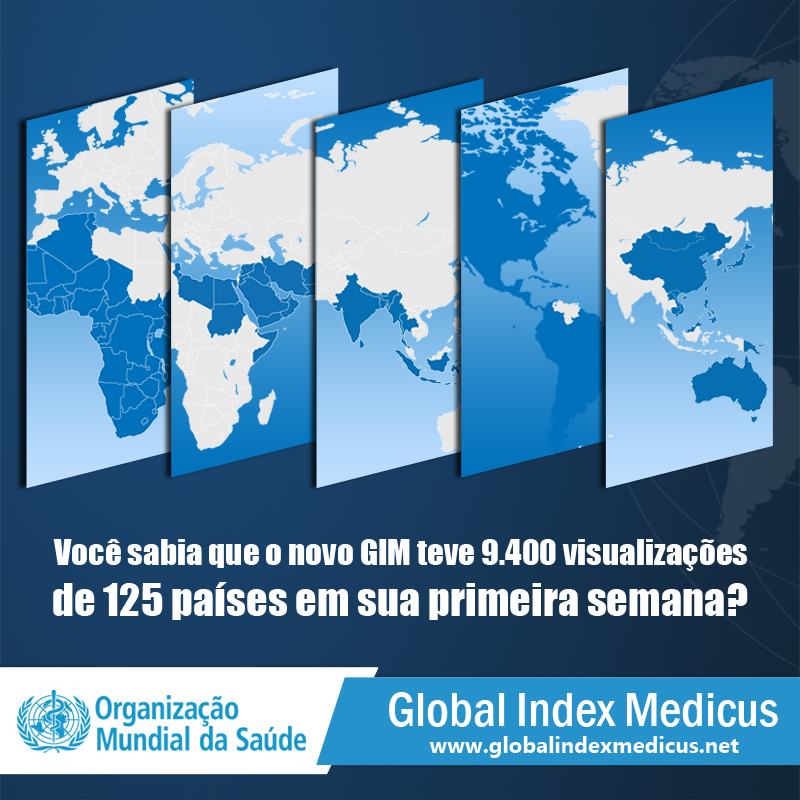 Você sabia que o novo GIM teve 9.400 visualizações
de 125 países em sua primeira semana?
Organização
Mundial da Saúde
Global Index Medicus
www.globalindexmedicus.net